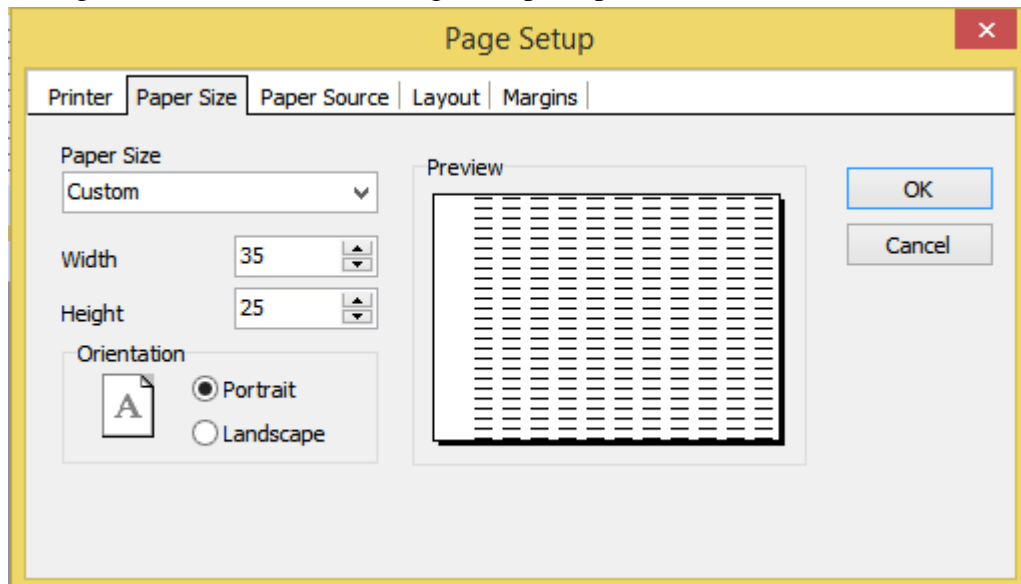 Page Setup
Printer Paper Size Paper Source Layout Margins
Paper Size
Custom
Width 35
Height 25
Orientation
A
Portrait
Landscape
Preview
OK
Cancel